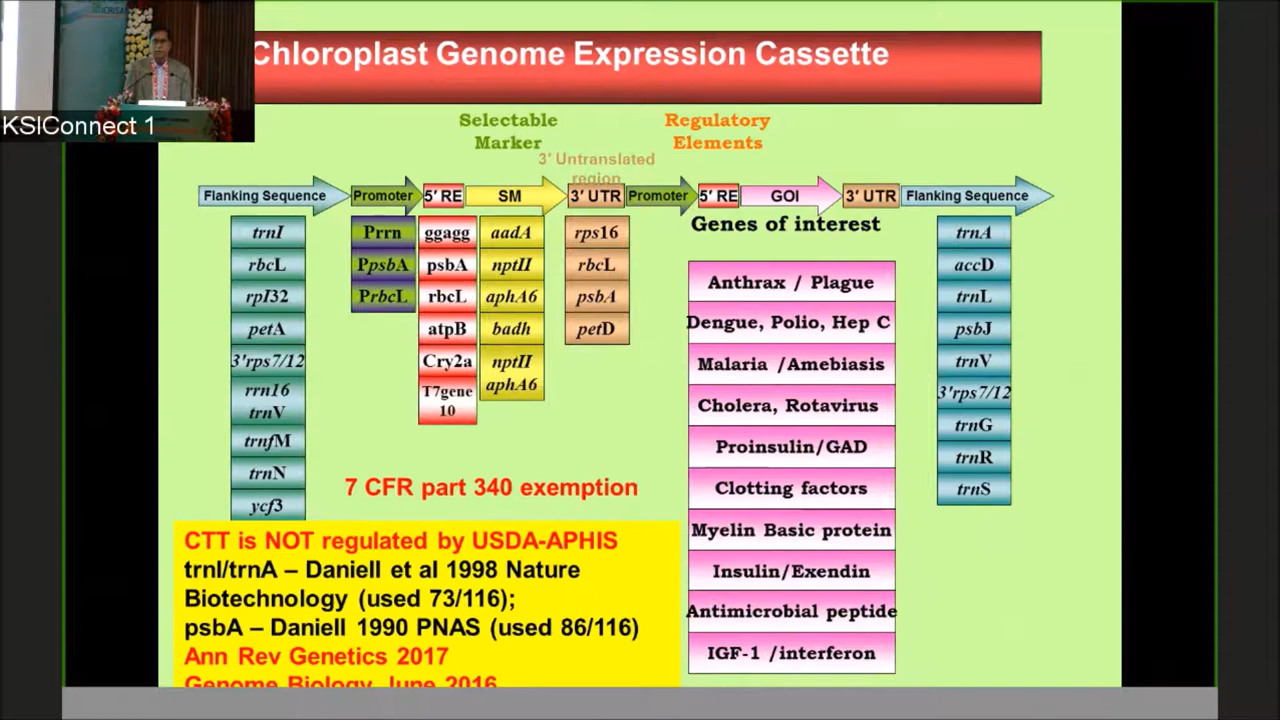 ICRISAT
Chloroplast Genome Expression Cassette
KSIConnect 1
Selectable
Marker
Regulatory
Elements
3' Untranslated
region
Flanking Sequence
Promoter
5' RE
SM
3' UTR
Promoter
5' RE
GOI
3' UTR
Flanking Sequence
trnI
rbcL
rpl32
petA
3'rps7/12
rrn16
trnV
trnfM
trnN
ycf3
Prrn
PpsbA
PrbcL
ggagg
psbA
rbcL
atpB
Cry2a
T7gene
10
aadA
nptII
aphA6
badh
nptII
aphA6
rps16
rbcL
psbA
petD
Genes of interest
Anthrax / Plague
Dengue, Polio, Hep C
Malaria /Amebiasis
Cholera, Rotavirus
Proinsulin/GAD
Clotting factors
Myelin Basic protein
Insulin/Exendin
Antimicrobial peptide
IGF-1 /interferon
trnA
accD
trnL
psbJ
trnV
3'rps7/12
trnG
trnR
trnS
7 CFR part 340 exemption
CTT is NOT regulated by USDA-APHIS
trnI/trnA – Daniell et al 1998 Nature
Biotechnology (used 73/116);
psbA – Daniell 1990 PNAS (used 86/116)
Ann Rev Genetics 2017
Genome Biology, June 2016